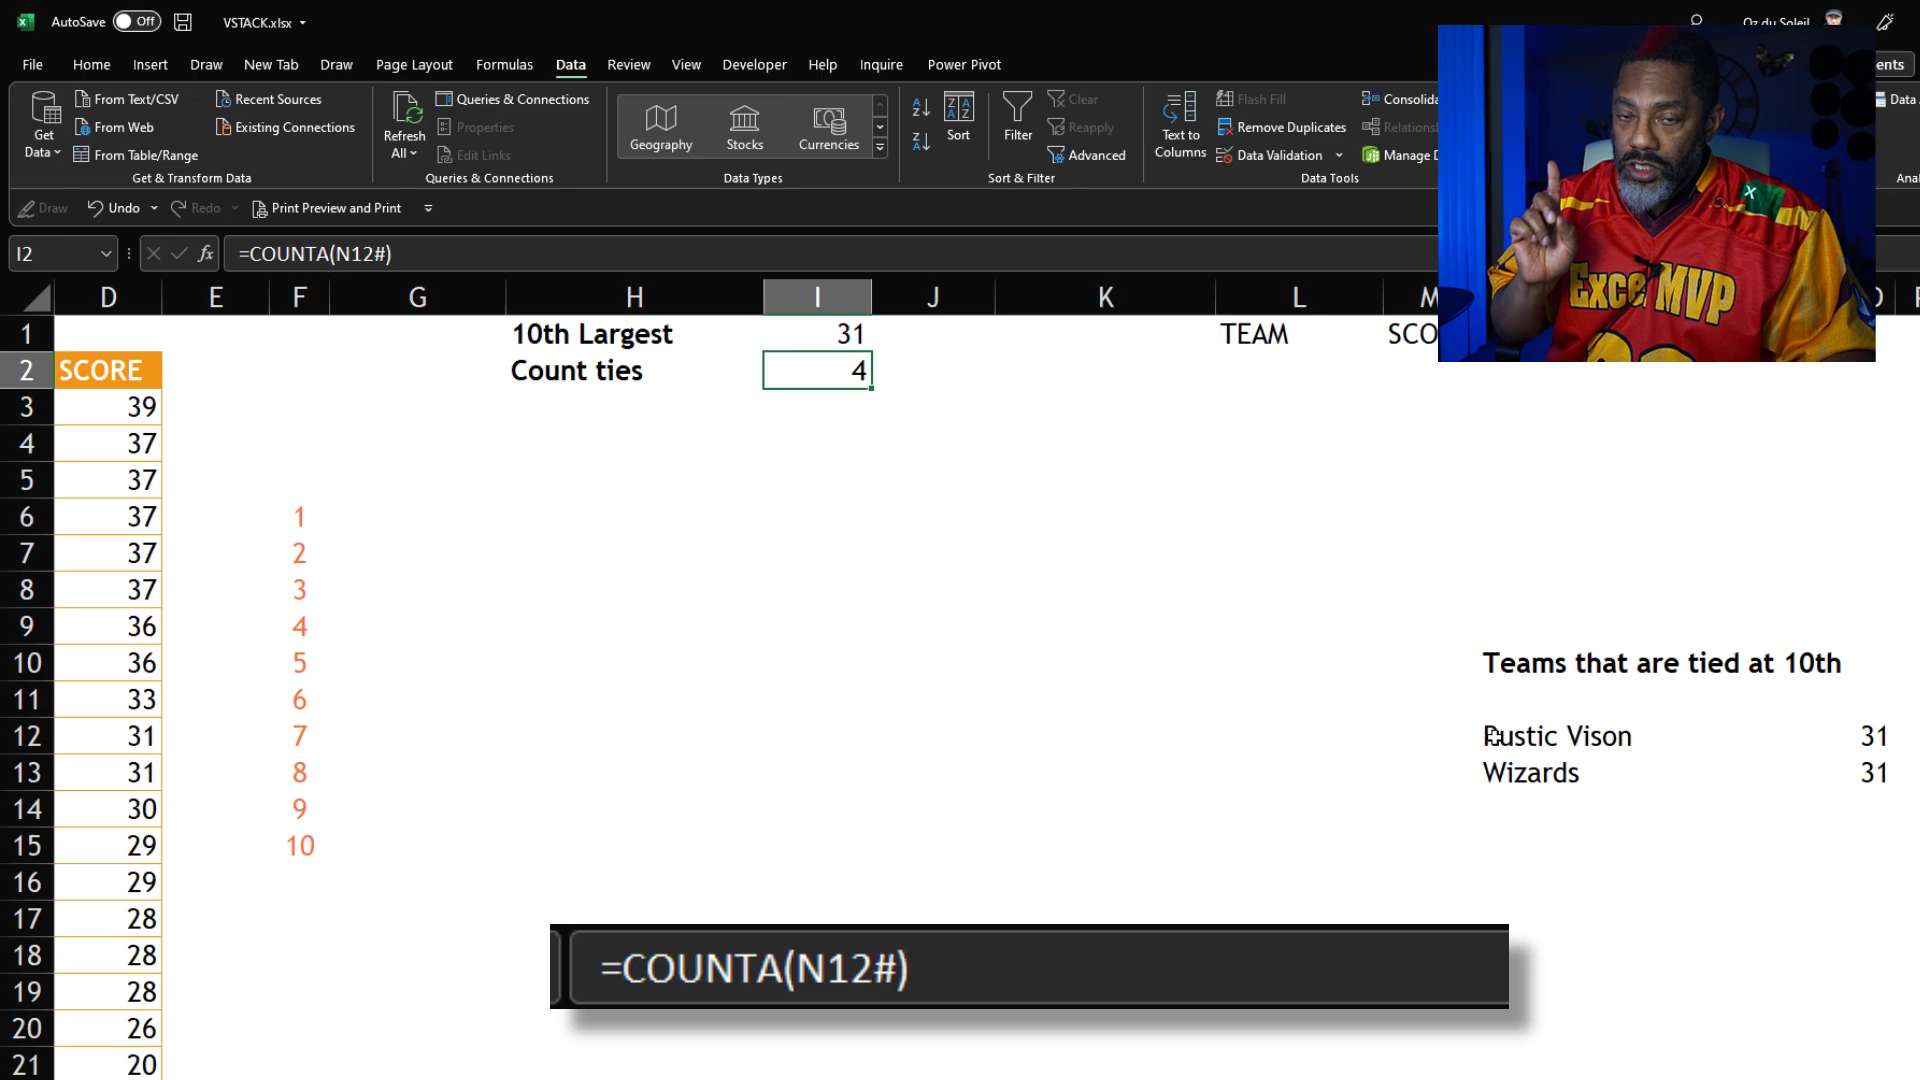 AutoSave Off VSTACK.xlsx Oz du Soleil
File Home Insert Draw New Tab Draw Page Layout Formulas Data Review View Developer Help Inquire Power Pivot
Get Data
From Text/CSV
From Web
From Table/Range
Recent Sources
Existing Connections
Get & Transform Data
Refresh All
Queries & Connections
Properties
Edit Links
Queries & Connections
Geography Stocks Currencies
Data Types
Sort
Filter
Clear
Reapply
Advanced
Sort & Filter
Text to Columns
Flash Fill
Remove Duplicates
Data Validation
Data Tools
Draw Undo Redo Print Preview and Print
I2 fx =COUNTA(N12#)
D E F G H I J K L M
1 10th Largest 31 TEAM
2 SCORE Count ties 4
3 39
4 37
5 37
6 37 1
7 37 2
8 37 3
9 36 4
10 36 5 Teams that are tied at 10th
11 33 6
12 31 7 Rustic Vison 31
13 31 8 Wizards 31
14 30 9
15 29 10
16 29
17 28
18 28
19 28
20 26
21 20
=COUNTA(N12#)
X
Excel MVP